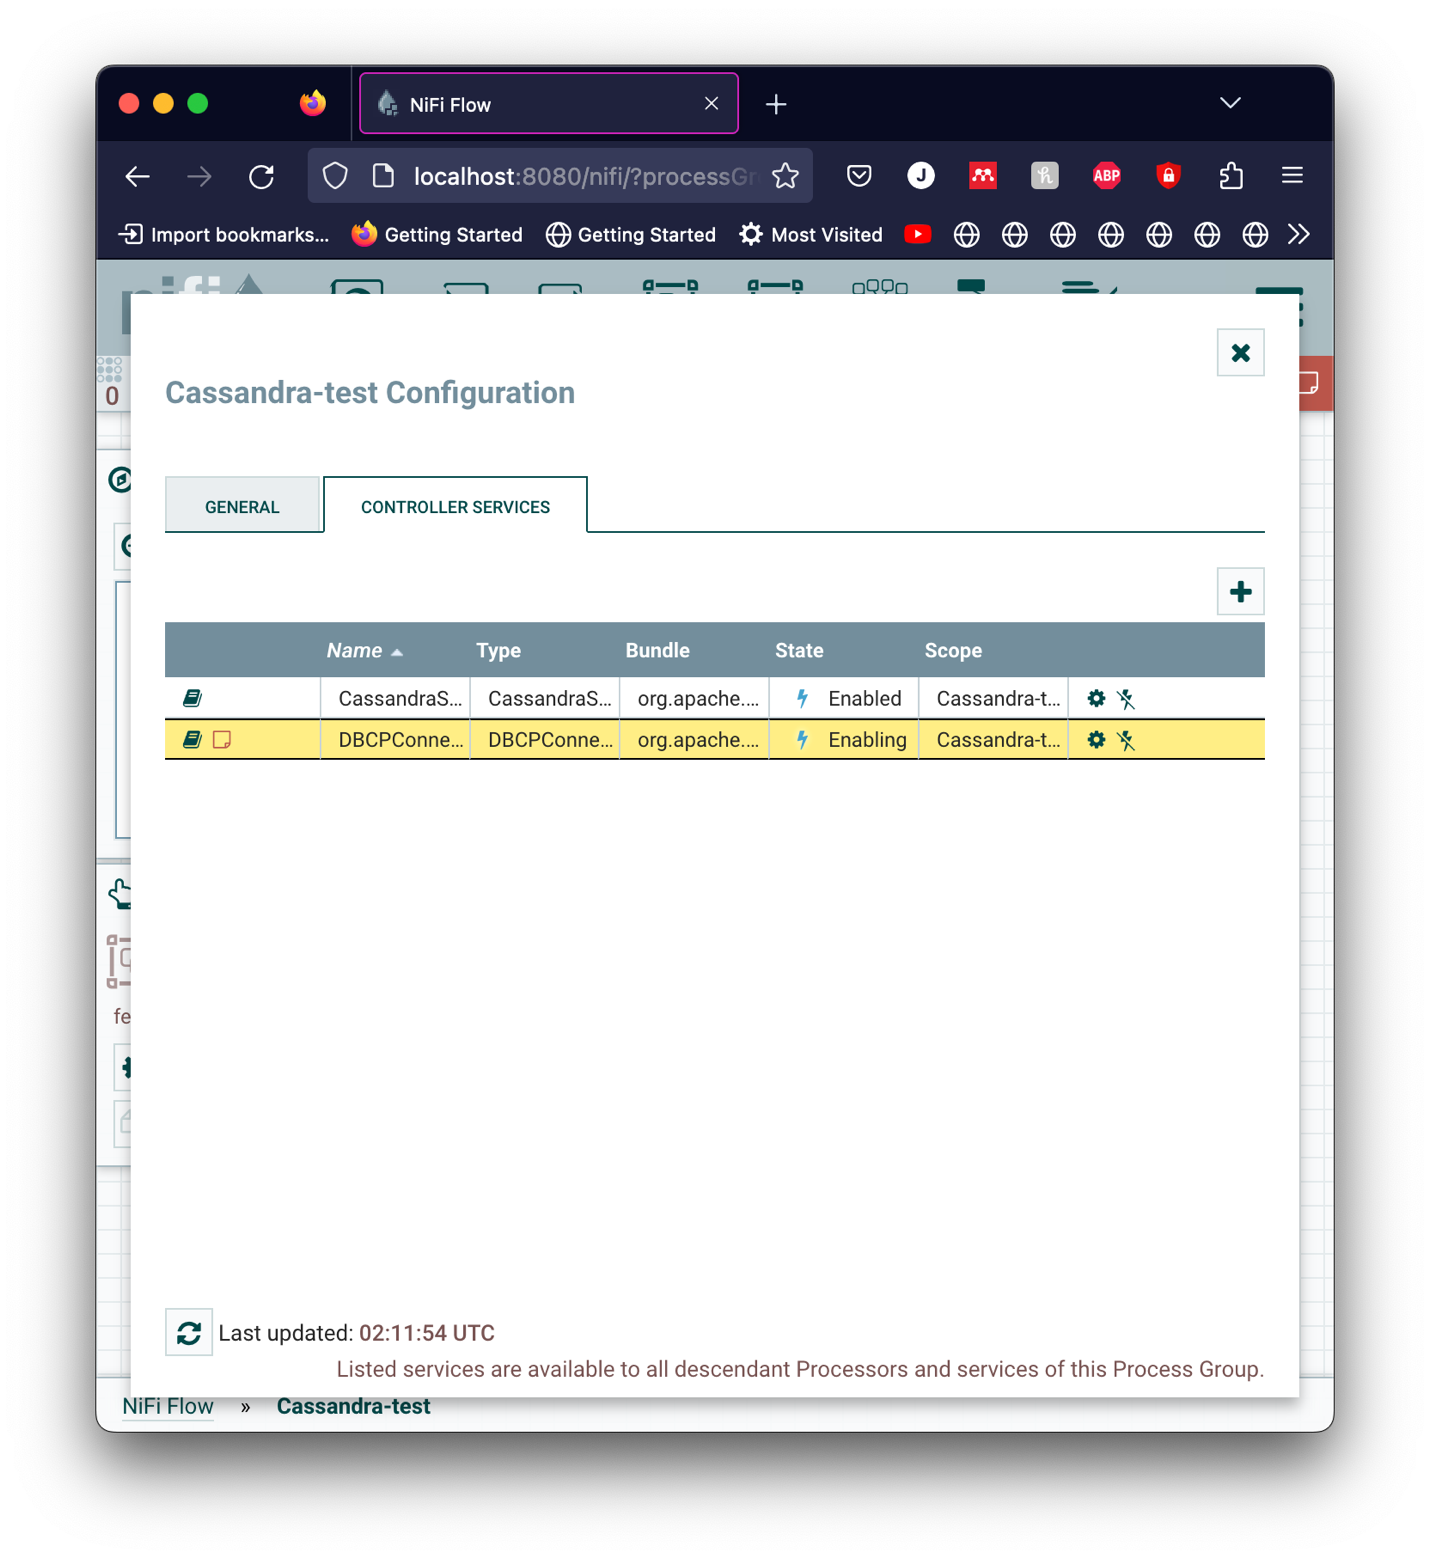 NiFi Flow
localhost:8080/nifi/?processGr
J
ABP
Import bookmarks... Getting Started Getting Started Most Visited
nifi
0
Cassandra-test Configuration
GENERAL CONTROLLER SERVICES
Name Type Bundle State Scope
CassandraS... CassandraS... org.apache.... Enabled Cassandra-t...
DBCPConne... DBCPConne... org.apache.... Enabling Cassandra-t...
fe
Last updated: 02:11:54 UTC
Listed services are available to all descendant Processors and services of this Process Group.
NiFi Flow » Cassandra-test